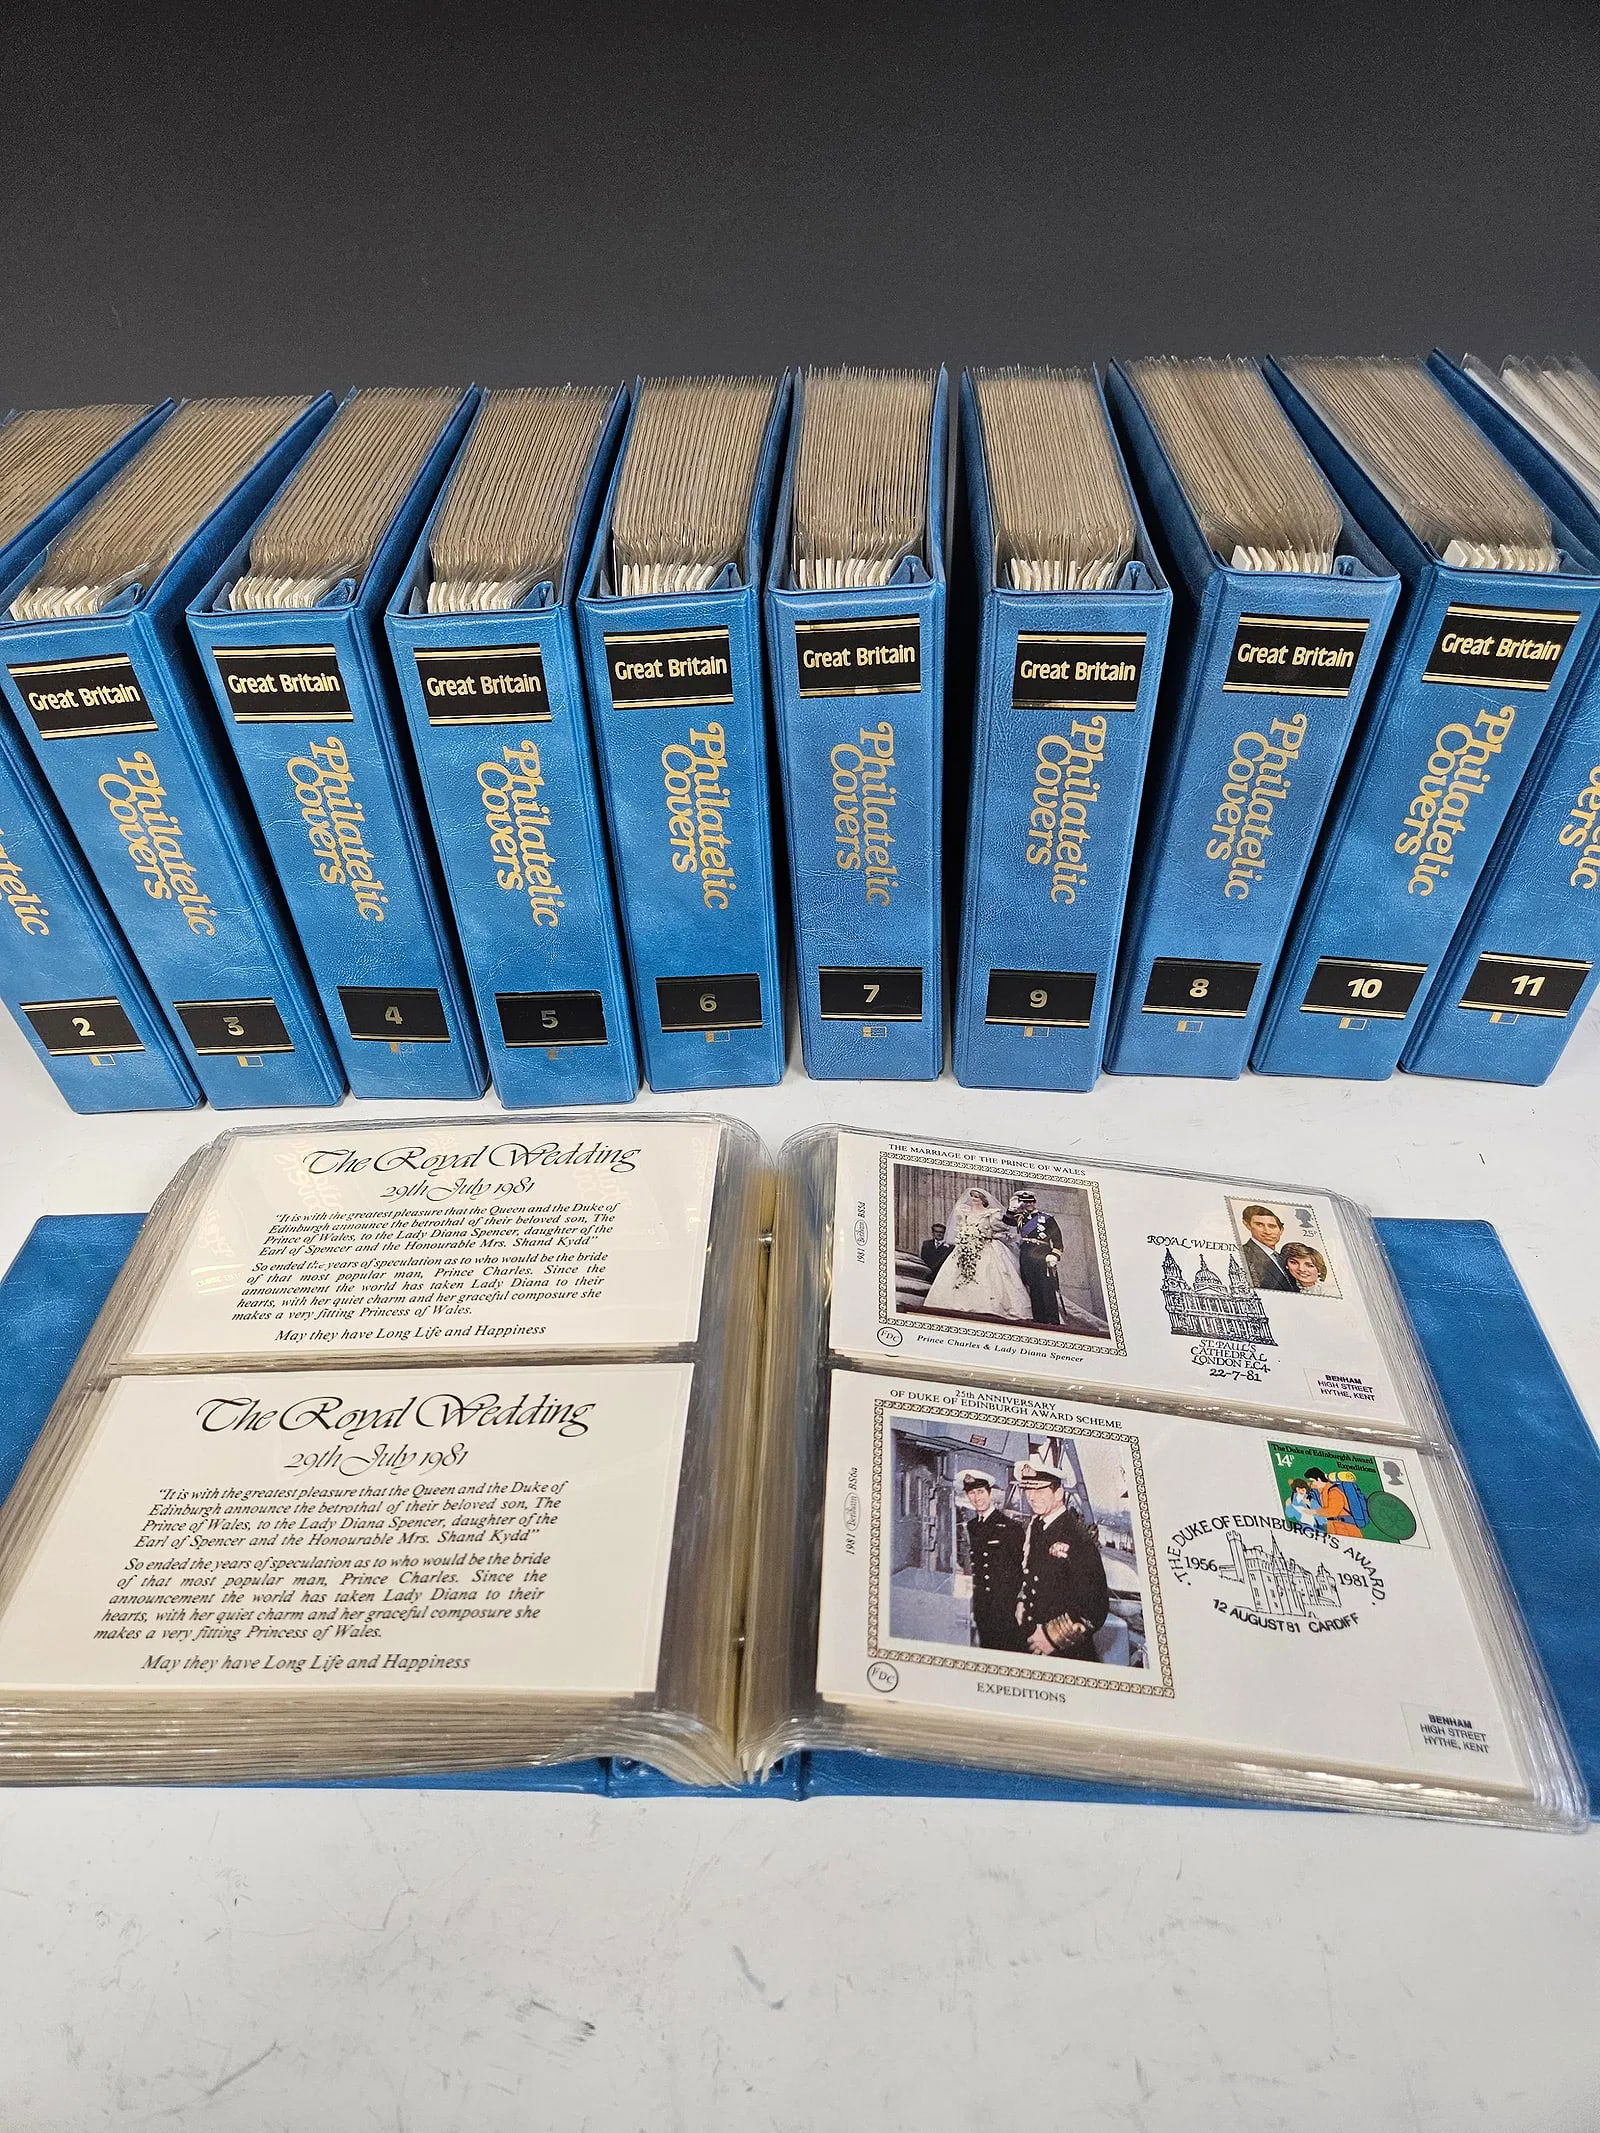 Great Britain
Philatelic
Covers
2
Great Britain
Philatelic
Covers
3
Great Britain
Philatelic
Covers
4
Great Britain
Philatelic
Covers
5
Great Britain
Philatelic
Covers
6
Great Britain
Philatelic
Covers
7
Great Britain
Philatelic
Covers
9
Great Britain
Philatelic
Covers
8
Great Britain
Philatelic
Covers
10
11
The Royal Wedding
29th July 1981
"It is with the greatest pleasure that the Queen and the Duke of
Edinburgh announce the betrothal of their beloved son, The
Prince of Wales, to the Lady Diana Spencer, daughter of the
Earl of Spencer and the Honourable Mrs. Shand Kydd"
So ended the years of speculation as to who would be the bride
of that most popular man, Prince Charles. Since the
announcement the world has taken Lady Diana to their
hearts, with her quiet charm and her graceful composure she
makes a very fitting Princess of Wales.
May they have Long Life and Happiness
The Royal Wedding
29th July 1981
"It is with the greatest pleasure that the Queen and the Duke of
Edinburgh announce the betrothal of their beloved son, The
Prince of Wales, to the Lady Diana Spencer, daughter of the
Earl of Spencer and the Honourable Mrs. Shand Kydd"
So ended the years of speculation as to who would be the bride
of that most popular man, Prince Charles. Since the
announcement the world has taken Lady Diana to their
hearts, with her quiet charm and her graceful composure she
makes a very fitting Princess of Wales.
May they have Long Life and Happiness
THE MARRIAGE OF THE PRINCE OF WALES
1981 Benham BS5d
FDC
Prince Charles & Lady Diana Spencer
25p
ROYAL WEDDING
ST. PAUL'S
CATHEDRAL
LONDON EC4
22-7-81
BENHAM
HIGH STREET
HYTHE, KENT
25th ANNIVERSARY
OF DUKE OF EDINBURGH AWARD SCHEME
1981 Benham BS6a
FDC
EXPEDITIONS
The Duke of Edinburgh's Award
Expeditions
14p
THE DUKE OF EDINBURGH'S AWARD
1956 1981
12 AUGUST 81 CARDIFF
BENHAM
HIGH STREET
HYTHE, KENT